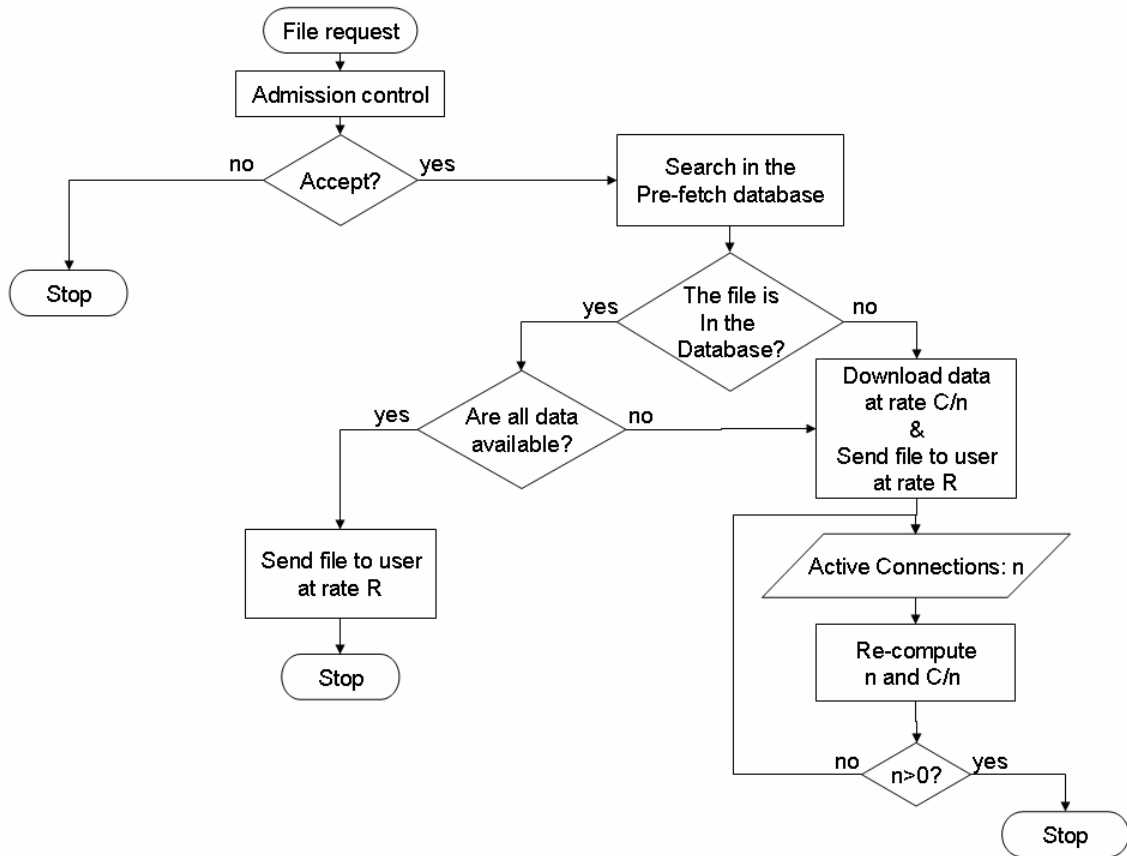 File request
Admission control
no
Accept?
yes
Search in the
Pre-fetch database
Stop
yes
The file is
In the
Database?
no
yes
Are all data
available?
no
Download data
at rate C/n
&
Send file to user
at rate R
Send file to user
at rate R
Active Connections: n
Stop
Re-compute
n and C/n
no
n>0?
yes
Stop